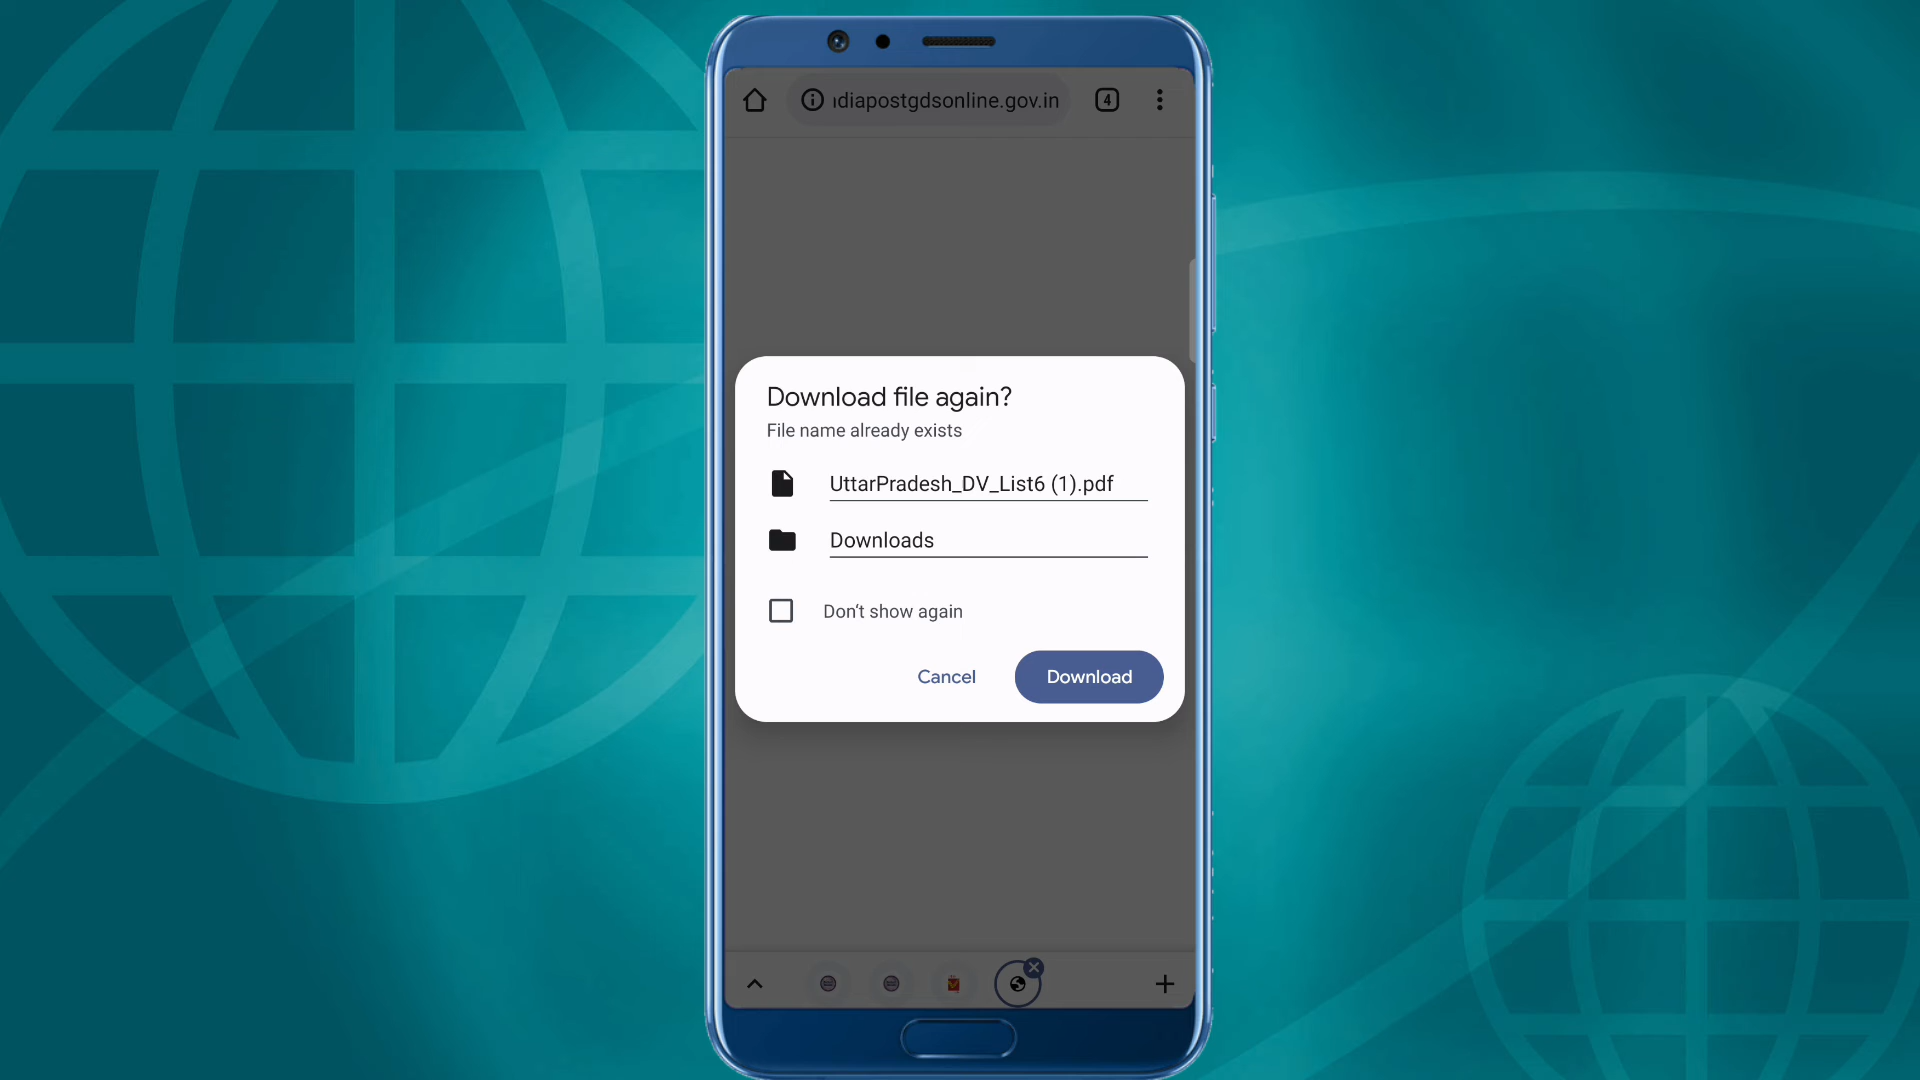 ndiapostgdsonline.gov.in
4
Download file again?
File name already exists
UttarPradesh_DV_List6 (1).pdf
Downloads
Don't show again
Cancel
Download